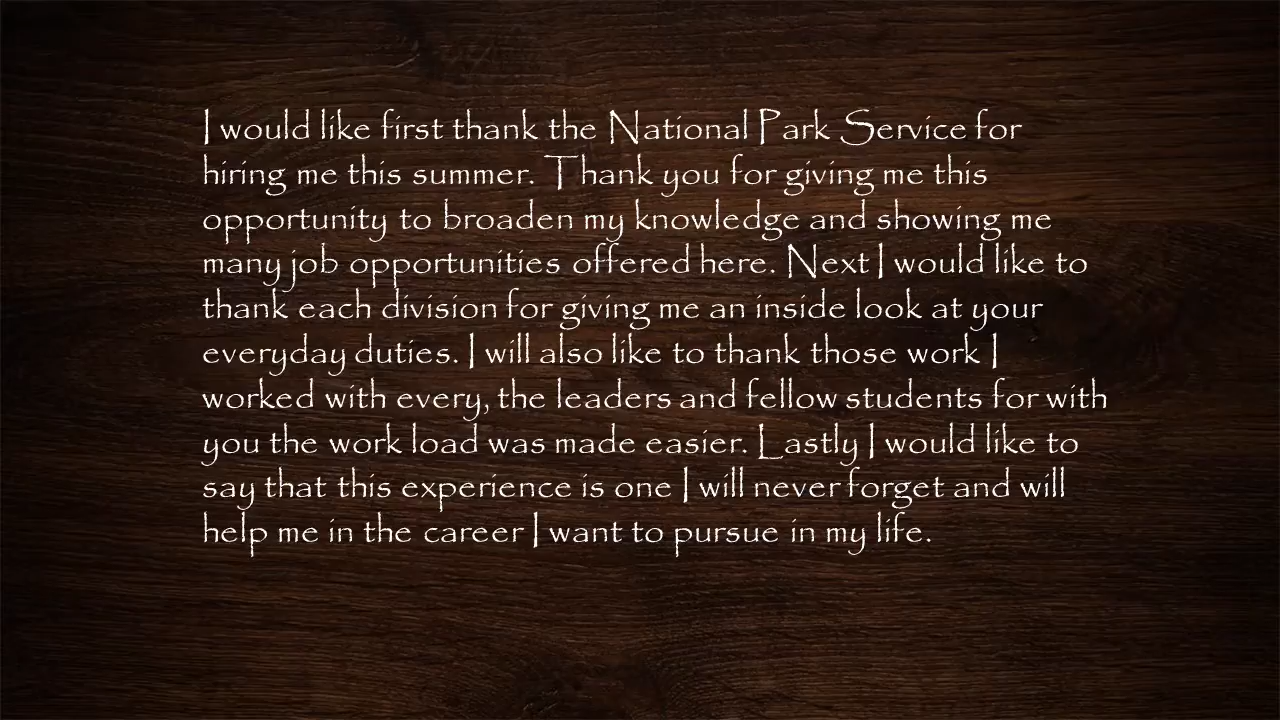 I would like first thank the National Park Service for
hiring me this summer. Thank you for giving me this
opportunity to broaden my knowledge and showing me
many job opportunities offered here. Next I would like to
thank each division for giving me an inside look at your
everyday duties. I will also like to thank those work I
worked with every, the leaders and fellow students for with
you the work load was made easier. Lastly I would like to
say that this experience is one I will never forget and will
help me in the career I want to pursue in my life.